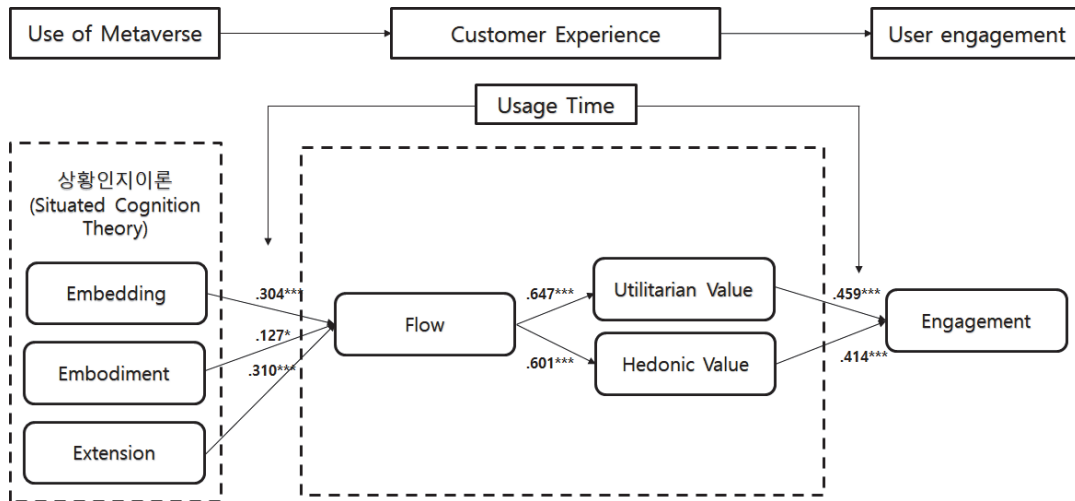 Use of Metaverse
Customer Experience
User engagement
Usage Time
상황인지이론
(Situated Cognition
Theory)
Embedding
.304***
.127*
.310***
Embodiment
Extension
Flow
.647***
.601***
Utilitarian Value
Hedonic Value
.459***
.414***
Engagement